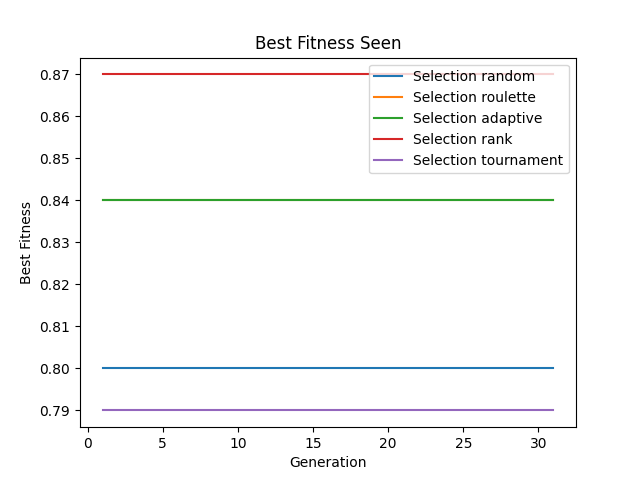 Best Fitness Seen
Best Fitness
0.87
0.86
0.85
0.84
0.83
0.82
0.81
0.80
0.79
Selection random
Selection roulette
Selection adaptive
Selection rank
Selection tournament
0 5 10 15 20 25 30
Generation